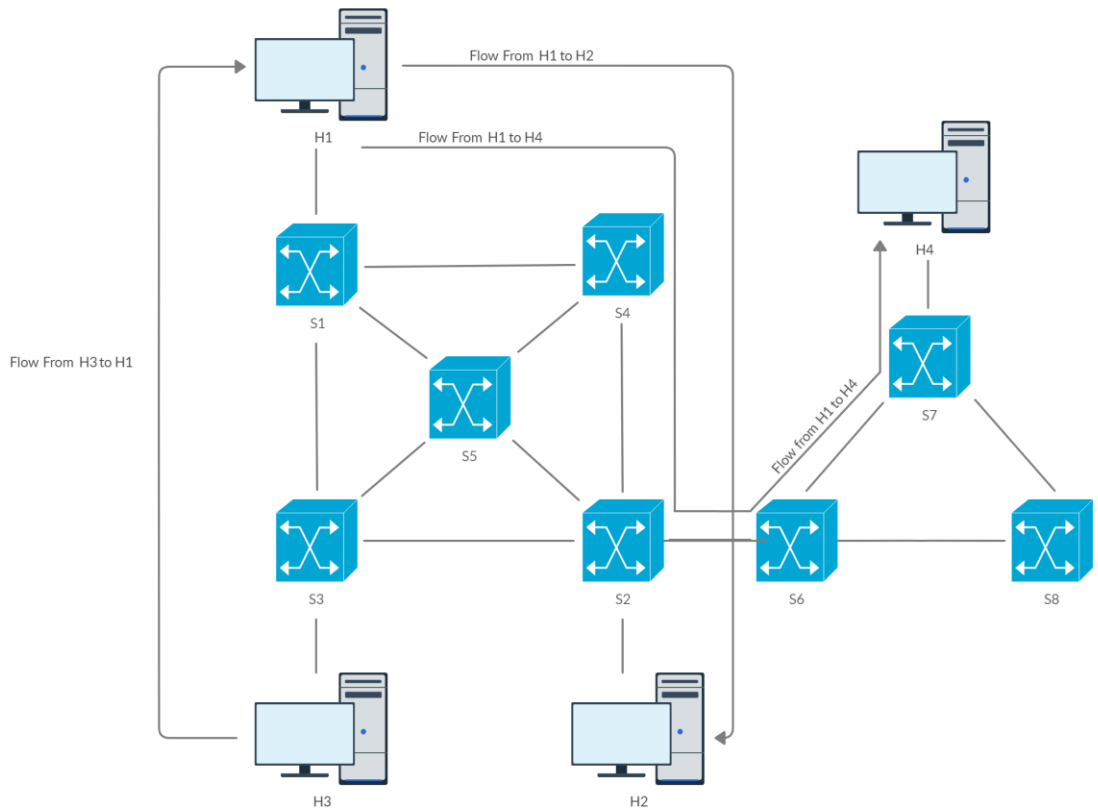 Flow From H1 to H2
H1
Flow From H1 to H4
H4
S1
S4
Flow From H3 to H1
S7
Flow from H1 to H4
S5
S3
S2
S6
S8
H3
H2